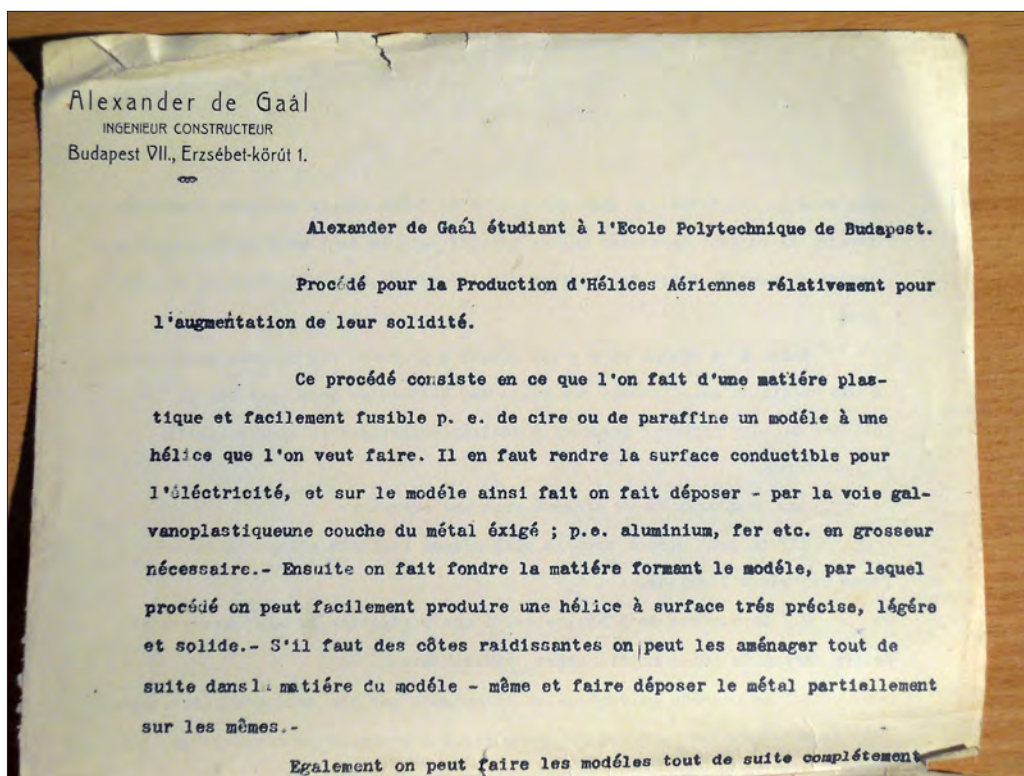 Alexander de Gaál
INGENIEUR CONSTRUCTEUR
Budapest VII., Erzsébet-körút 1.
Alexander de Gaál étudiant à l'Ecole Polytechnique de Budapest.
Procédé pour la Production d'Hélices Aériennes rélativement pour
l'augmentation de leur solidité.
Ce procédé consiste en ce que l'on fait d'une matiére plas-
tique et facilement fusible p. e. de cire ou de paraffine un modéle à une
hélice que l'on veut faire. Il en faut rendre la surface conductible pour
l'éléctricité, et sur le modéle ainsi fait on fait déposer - par la voie gal-
vanoplastiqueune couche du métal éxigé ; p.e. aluminium, fer etc. en grosseur
nécessaire.- Ensuite on fait fondre la matiére formant le modéle, par lequel
procédé on peut facilement produire une hélice à surface trés précise, légére
et solide.- S'il faut des côtes raidissantes on peut les aménager tout de
suite dans matiére du modéle - même et faire déposer le métal partiellement
sur les mêmes.-
Egalement on peut faire les modéles tout de suite complétement